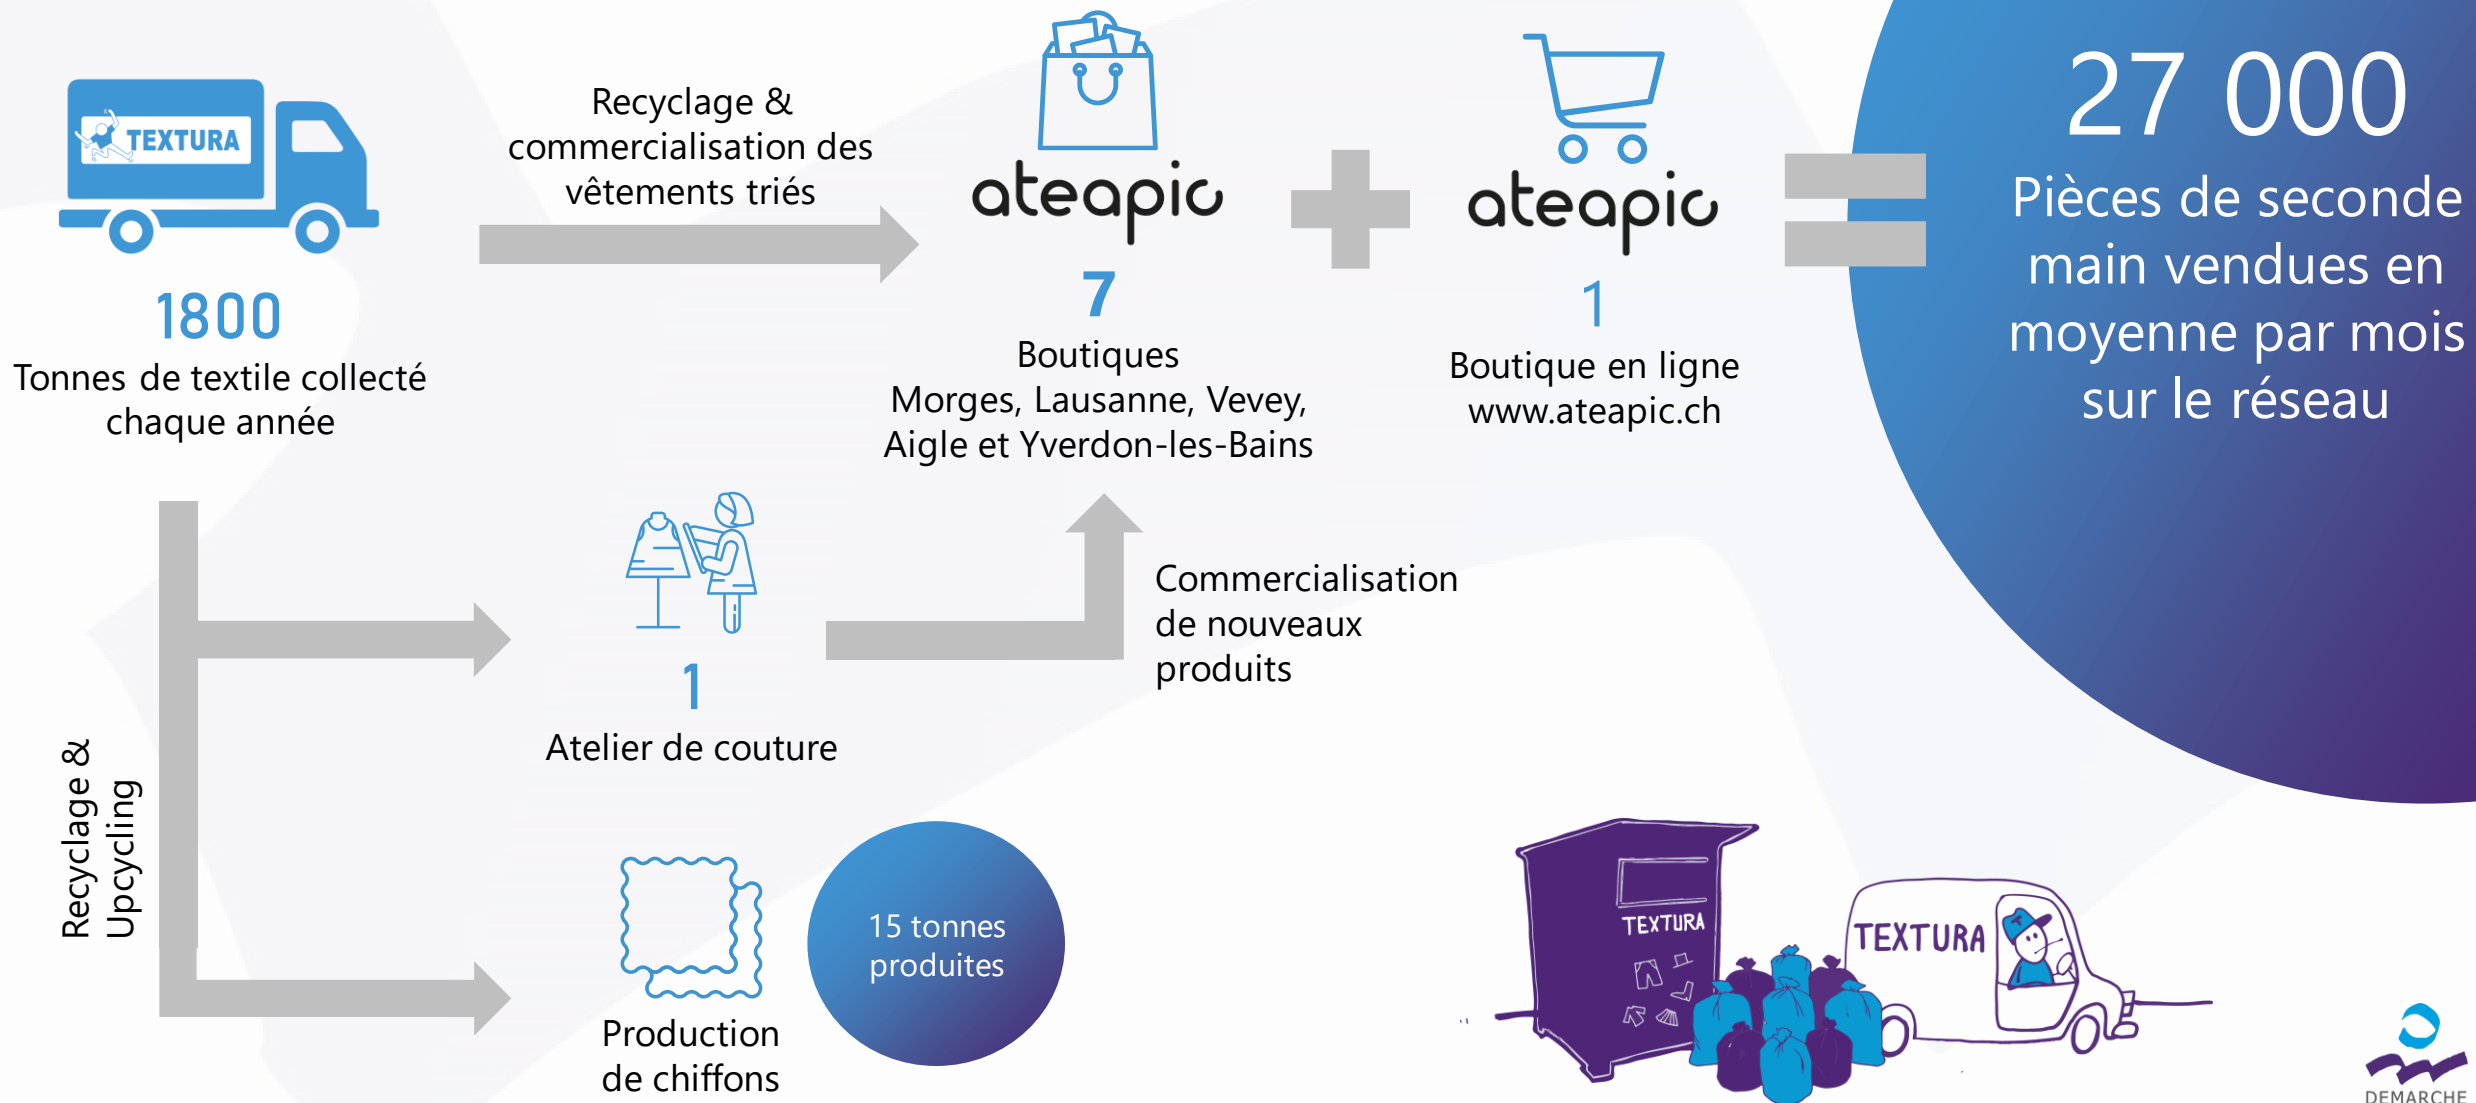 TEXTURA
1800
Tonnes de textile collecté
chaque année
Recyclage &
commercialisation des
vêtements triés
ateapic
7
Boutiques
Morges, Lausanne, Vevey,
Aigle et Yverdon-les-Bains
ateapic
1
Boutique en ligne
www.ateapic.ch
27 000
Pièces de seconde
main vendues en
moyenne par mois
sur le réseau
Recyclage &
Upcycling
1
Atelier de couture
Commercialisation
de nouveaux
produits
Production
de chiffons
15 tonnes
produites
TEXTURA
TEXTURA
T
DEMARCHE